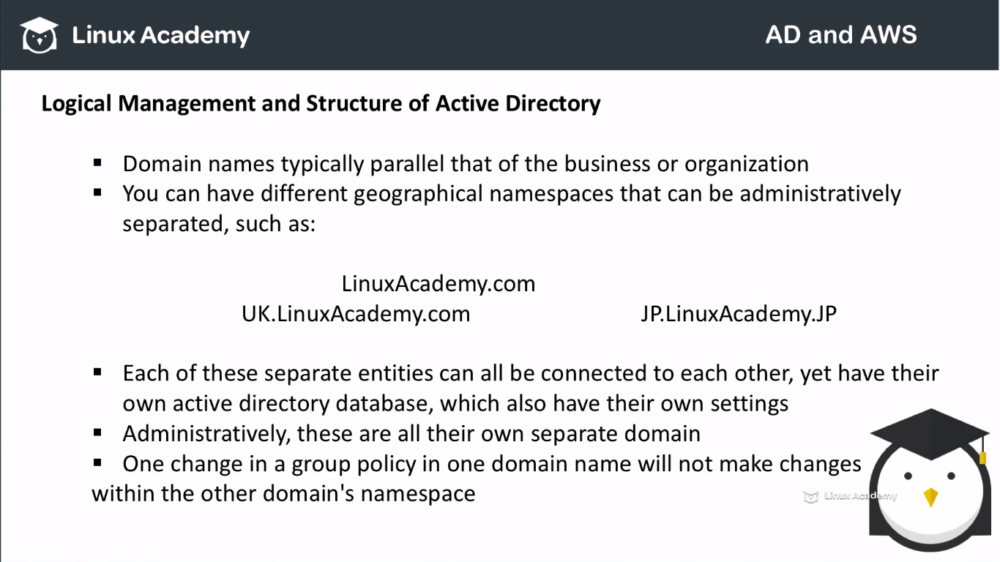 Linux Academy
AD and AWS
Logical Management and Structure of Active Directory
▪ Domain names typically parallel that of the business or organization
▪ You can have different geographical namespaces that can be administratively
separated, such as:
LinuxAcademy.com
UK.LinuxAcademy.com JP.LinuxAcademy.JP
▪ Each of these separate entities can all be connected to each other, yet have their
own active directory database, which also have their own settings
▪ Administratively, these are all their own separate domain
▪ One change in a group policy in one domain name will not make changes
within the other domain's namespace
Linux Academy